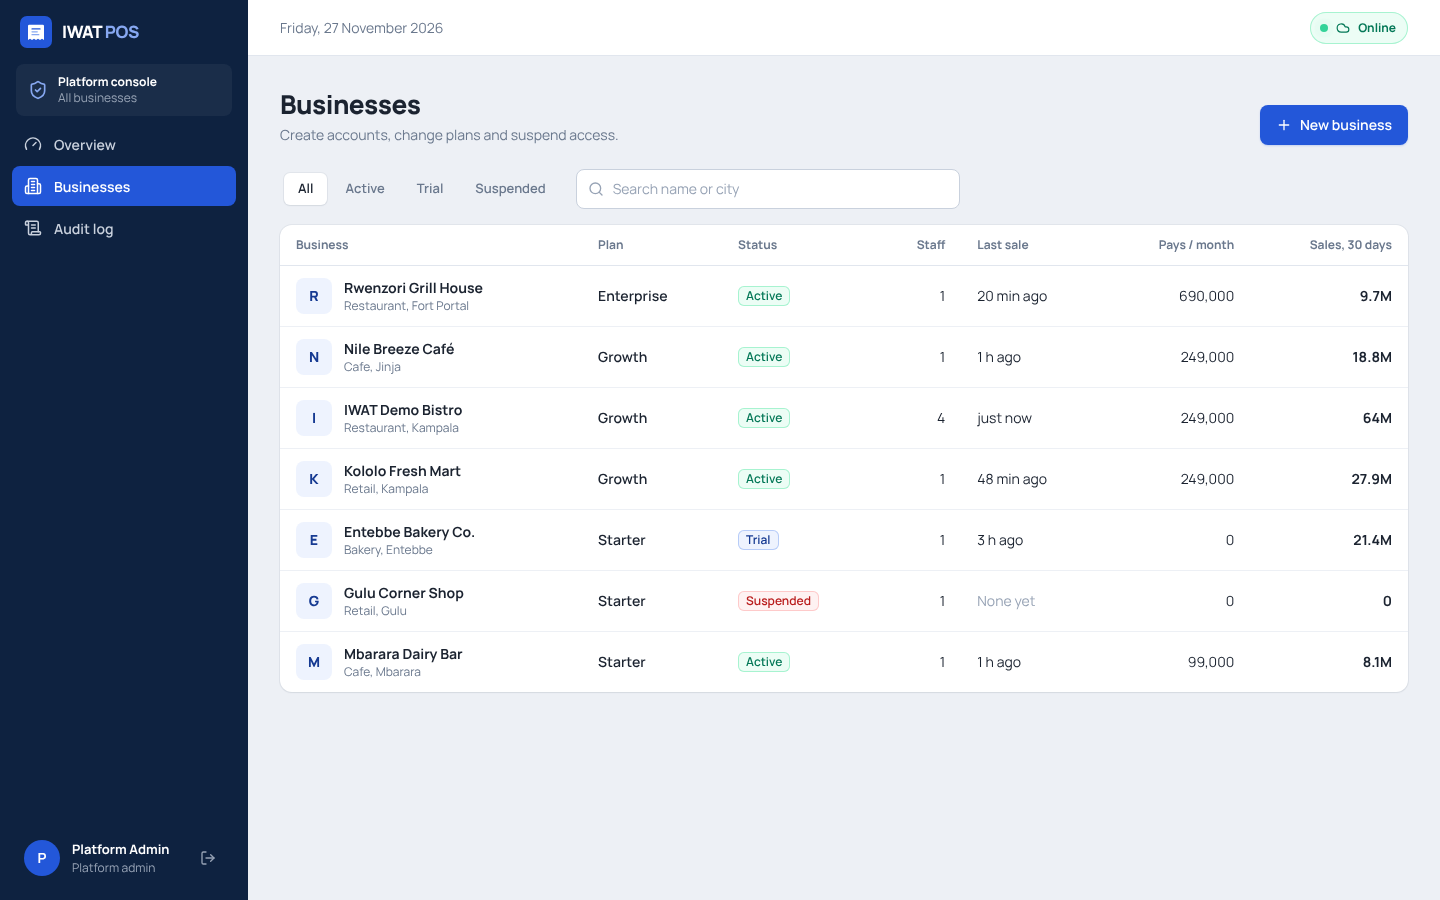 IWAT POS
Friday, 27 November 2026
Online
Platform console
All businesses
Overview
Businesses
Audit log
Businesses
Create accounts, change plans and suspend access.
New business
All Active Trial Suspended Search name or city
Business Plan Status Staff Last sale Pays / month Sales, 30 days
R Rwenzori Grill House Enterprise Active 1 20 min ago 690,000 9.7M
Restaurant, Fort Portal
N Nile Breeze Café Growth Active 1 1 h ago 249,000 18.8M
Cafe, Jinja
I IWAT Demo Bistro Growth Active 4 just now 249,000 64M
Restaurant, Kampala
K Kololo Fresh Mart Growth Active 1 48 min ago 249,000 27.9M
Retail, Kampala
E Entebbe Bakery Co. Starter Trial 1 3 h ago 0 21.4M
Bakery, Entebbe
G Gulu Corner Shop Starter Suspended 1 None yet 0 0
Retail, Gulu
M Mbarara Dairy Bar Starter Active 1 1 h ago 99,000 8.1M
Cafe, Mbarara
P Platform Admin
Platform admin